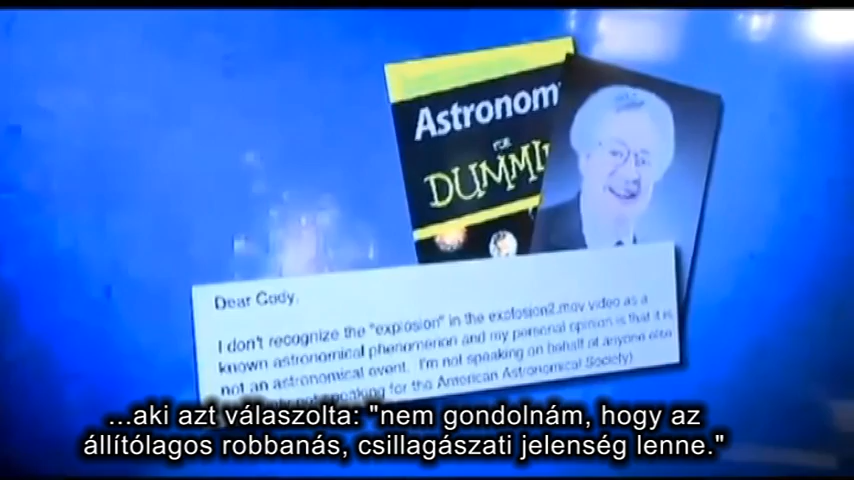 Astronom
FOR
DUMMI
Dear Cody,
I don't recognize the "explosion" in the explosion2.mov video as a
known astronomical phenomenon and my personal opinion is that it is
not an astronomical event. I'm not speaking on behalf of anyone else
speaking for the American Astronomical Society)
...aki azt válaszolta: "nem gondolnám, hogy az
állítólagos robbanás, csillagászati jelenség lenne."